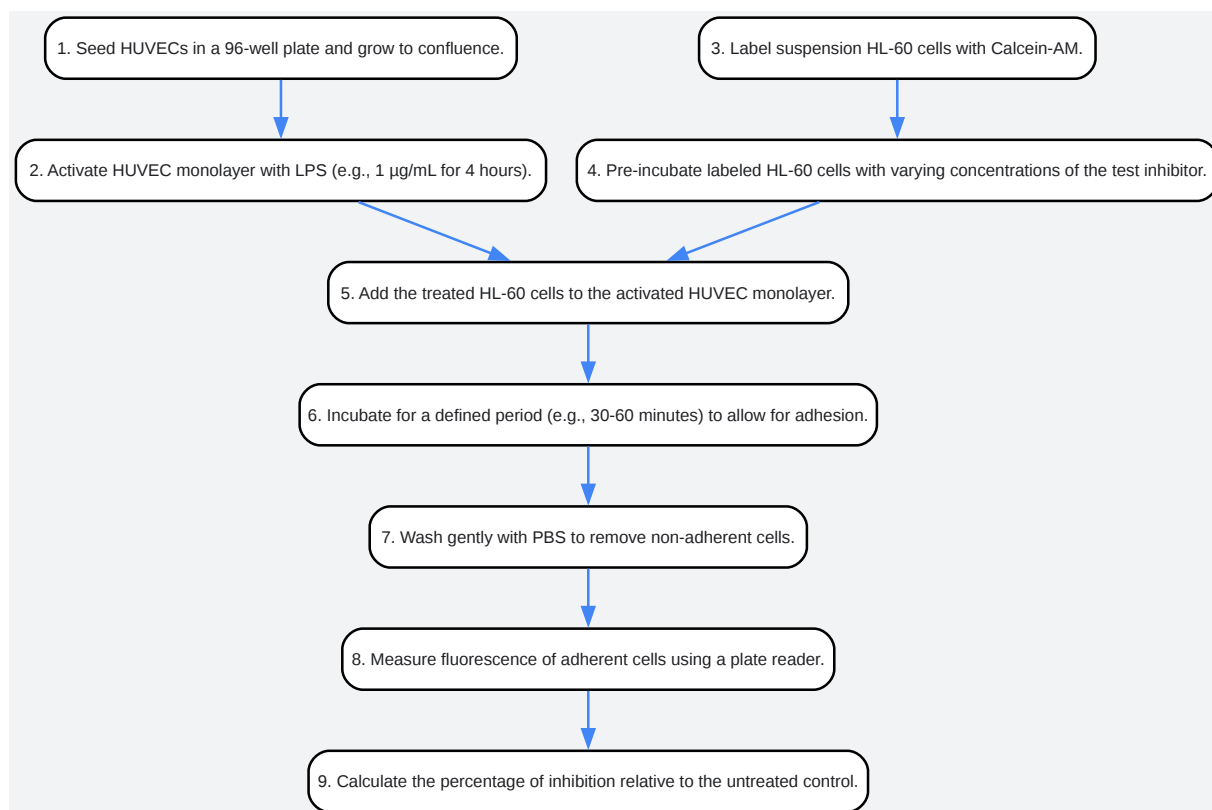 1. Seed HUVECs in a 96-well plate and grow to confluence.
3. Label suspension HL-60 cells with Calcein-AM.
2. Activate HUVEC monolayer with LPS (e.g., 1 µg/mL for 4 hours).
4. Pre-incubate labeled HL-60 cells with varying concentrations of the test inhibitor.
5. Add the treated HL-60 cells to the activated HUVEC monolayer.
6. Incubate for a defined period (e.g., 30-60 minutes) to allow for adhesion.
7. Wash gently with PBS to remove non-adherent cells.
8. Measure fluorescence of adherent cells using a plate reader.
9. Calculate the percentage of inhibition relative to the untreated control.